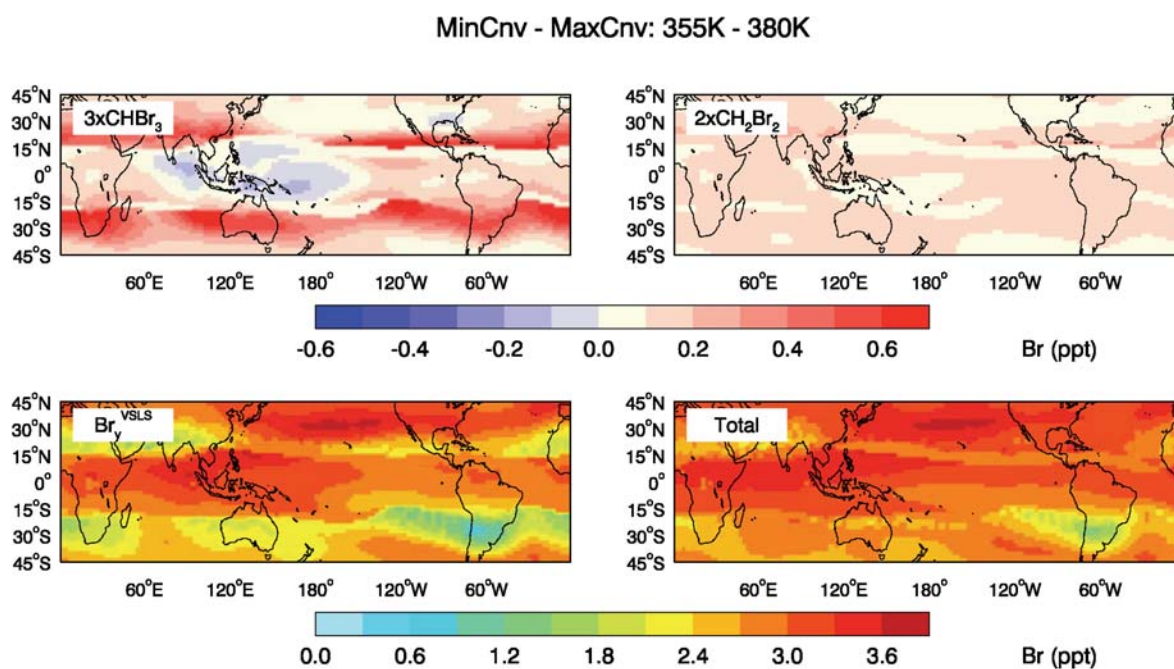 MinCnv - MaxCnv: 355K - 380K
3xCHBr₃
45°N
30°N
15°N
0°
15°S
30°S
45°S
60°E 120°E 180° 120°W 60°W
2xCH₂Br₂
45°N
30°N
15°N
0°
15°S
30°S
45°S
60°E 120°E 180° 120°W 60°W
-0.6 -0.4 -0.2 0.0 0.2 0.4 0.6 Br (ppt)
Br_y^VSLS
45°N
30°N
15°N
0°
15°S
30°S
45°S
60°E 120°E 180° 120°W 60°W
Total
45°N
30°N
15°N
0°
15°S
30°S
45°S
60°E 120°E 180° 120°W 60°W
0.0 0.6 1.2 1.8 2.4 3.0 3.6 Br (ppt)